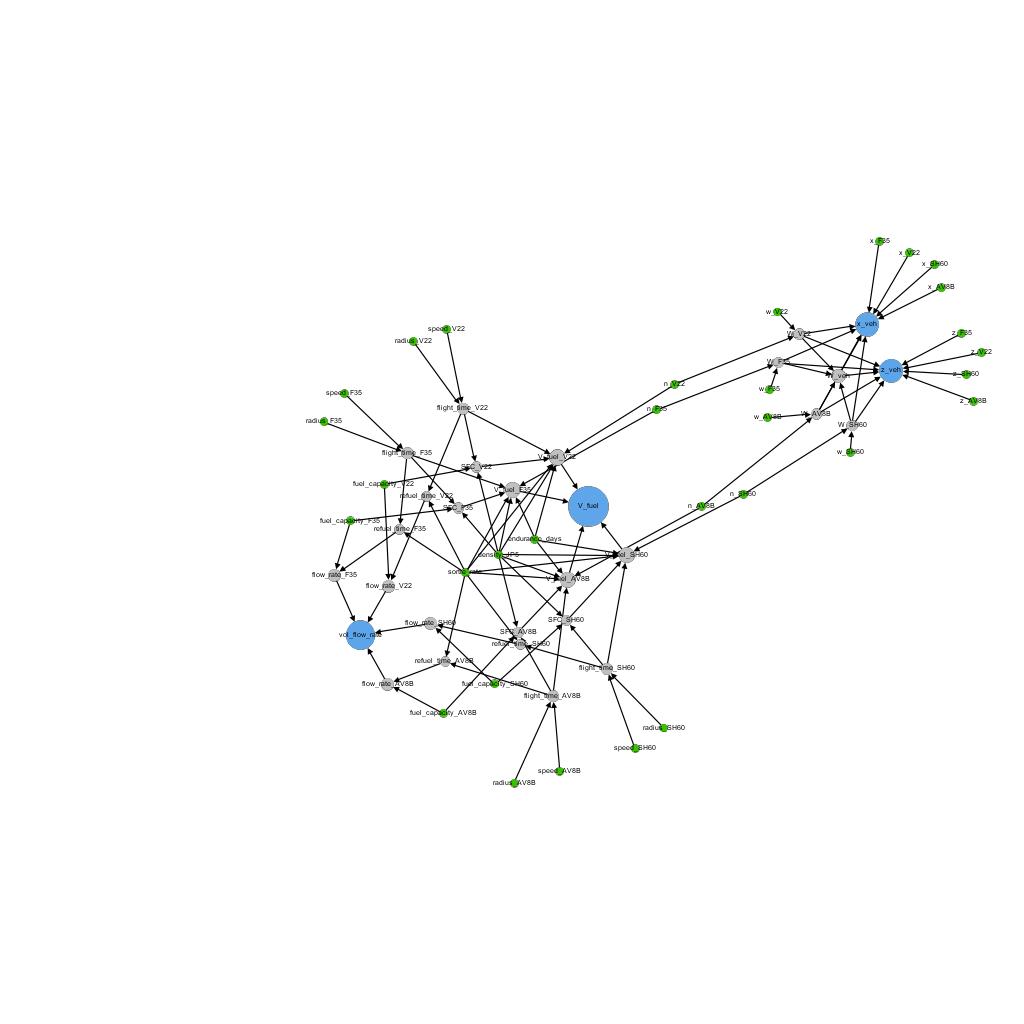 x_F35
x_V22
x_SH60
x_AV8B
w_V22
x_veh
speed_V22
W_V22
z_F35
radius_V22
z_V22
W_F35
z_veh
z_SH60
n_veh
n_V22
w_F35
speed_F35
z_AV8B
flight_time_V22
n_F35
W_AV8B
w_AV8B
radius_F35
W_SH60
flight_time_F35
w_SH60
V_fuel_V22
SFC_V22
fuel_capacity_V22
V_fuel_F35
n_SH60
refuel_time_V22
V_fuel
n_AV8B
SFC_F35
fuel_capacity_F35
refuel_time_F35
endurance_days
density_JP5
V_fuel_SH60
sortie_rate
flow_rate_F35
V_fuel_AV8B
flow_rate_V22
SFC_SH60
flow_rate_SH60
SFC_AV8B
vol_flow_rate
refuel_time_SH60
refuel_time_AV8B
flight_time_SH60
flow_rate_AV8B
fuel_capacity_SH60
flight_time_AV8B
fuel_capacity_AV8B
radius_SH60
speed_SH60
speed_AV8B
radius_AV8B